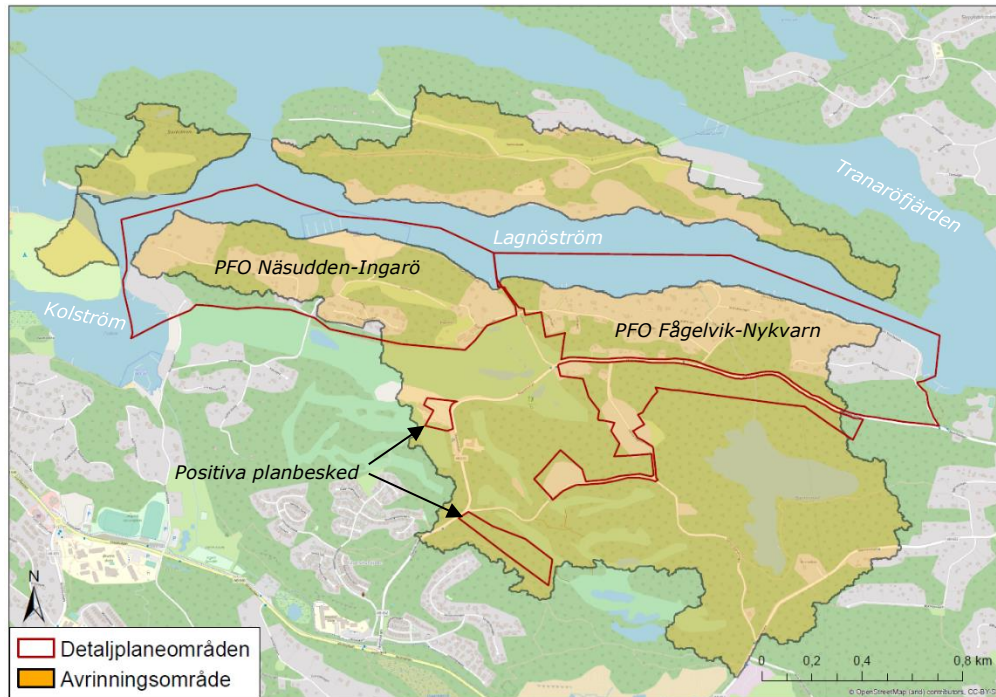 Tranaröfjärden
Lagnöström
PFO Näsudden-Ingarö
Kolström
PFO Fågelvik-Nykvarn
Positiva planbesked
N
Detaljplaneområden
Avrinningsområde
0 0,2 0,4 0,8 km
© OpenStreetMap (and) contributors, CC-BY-